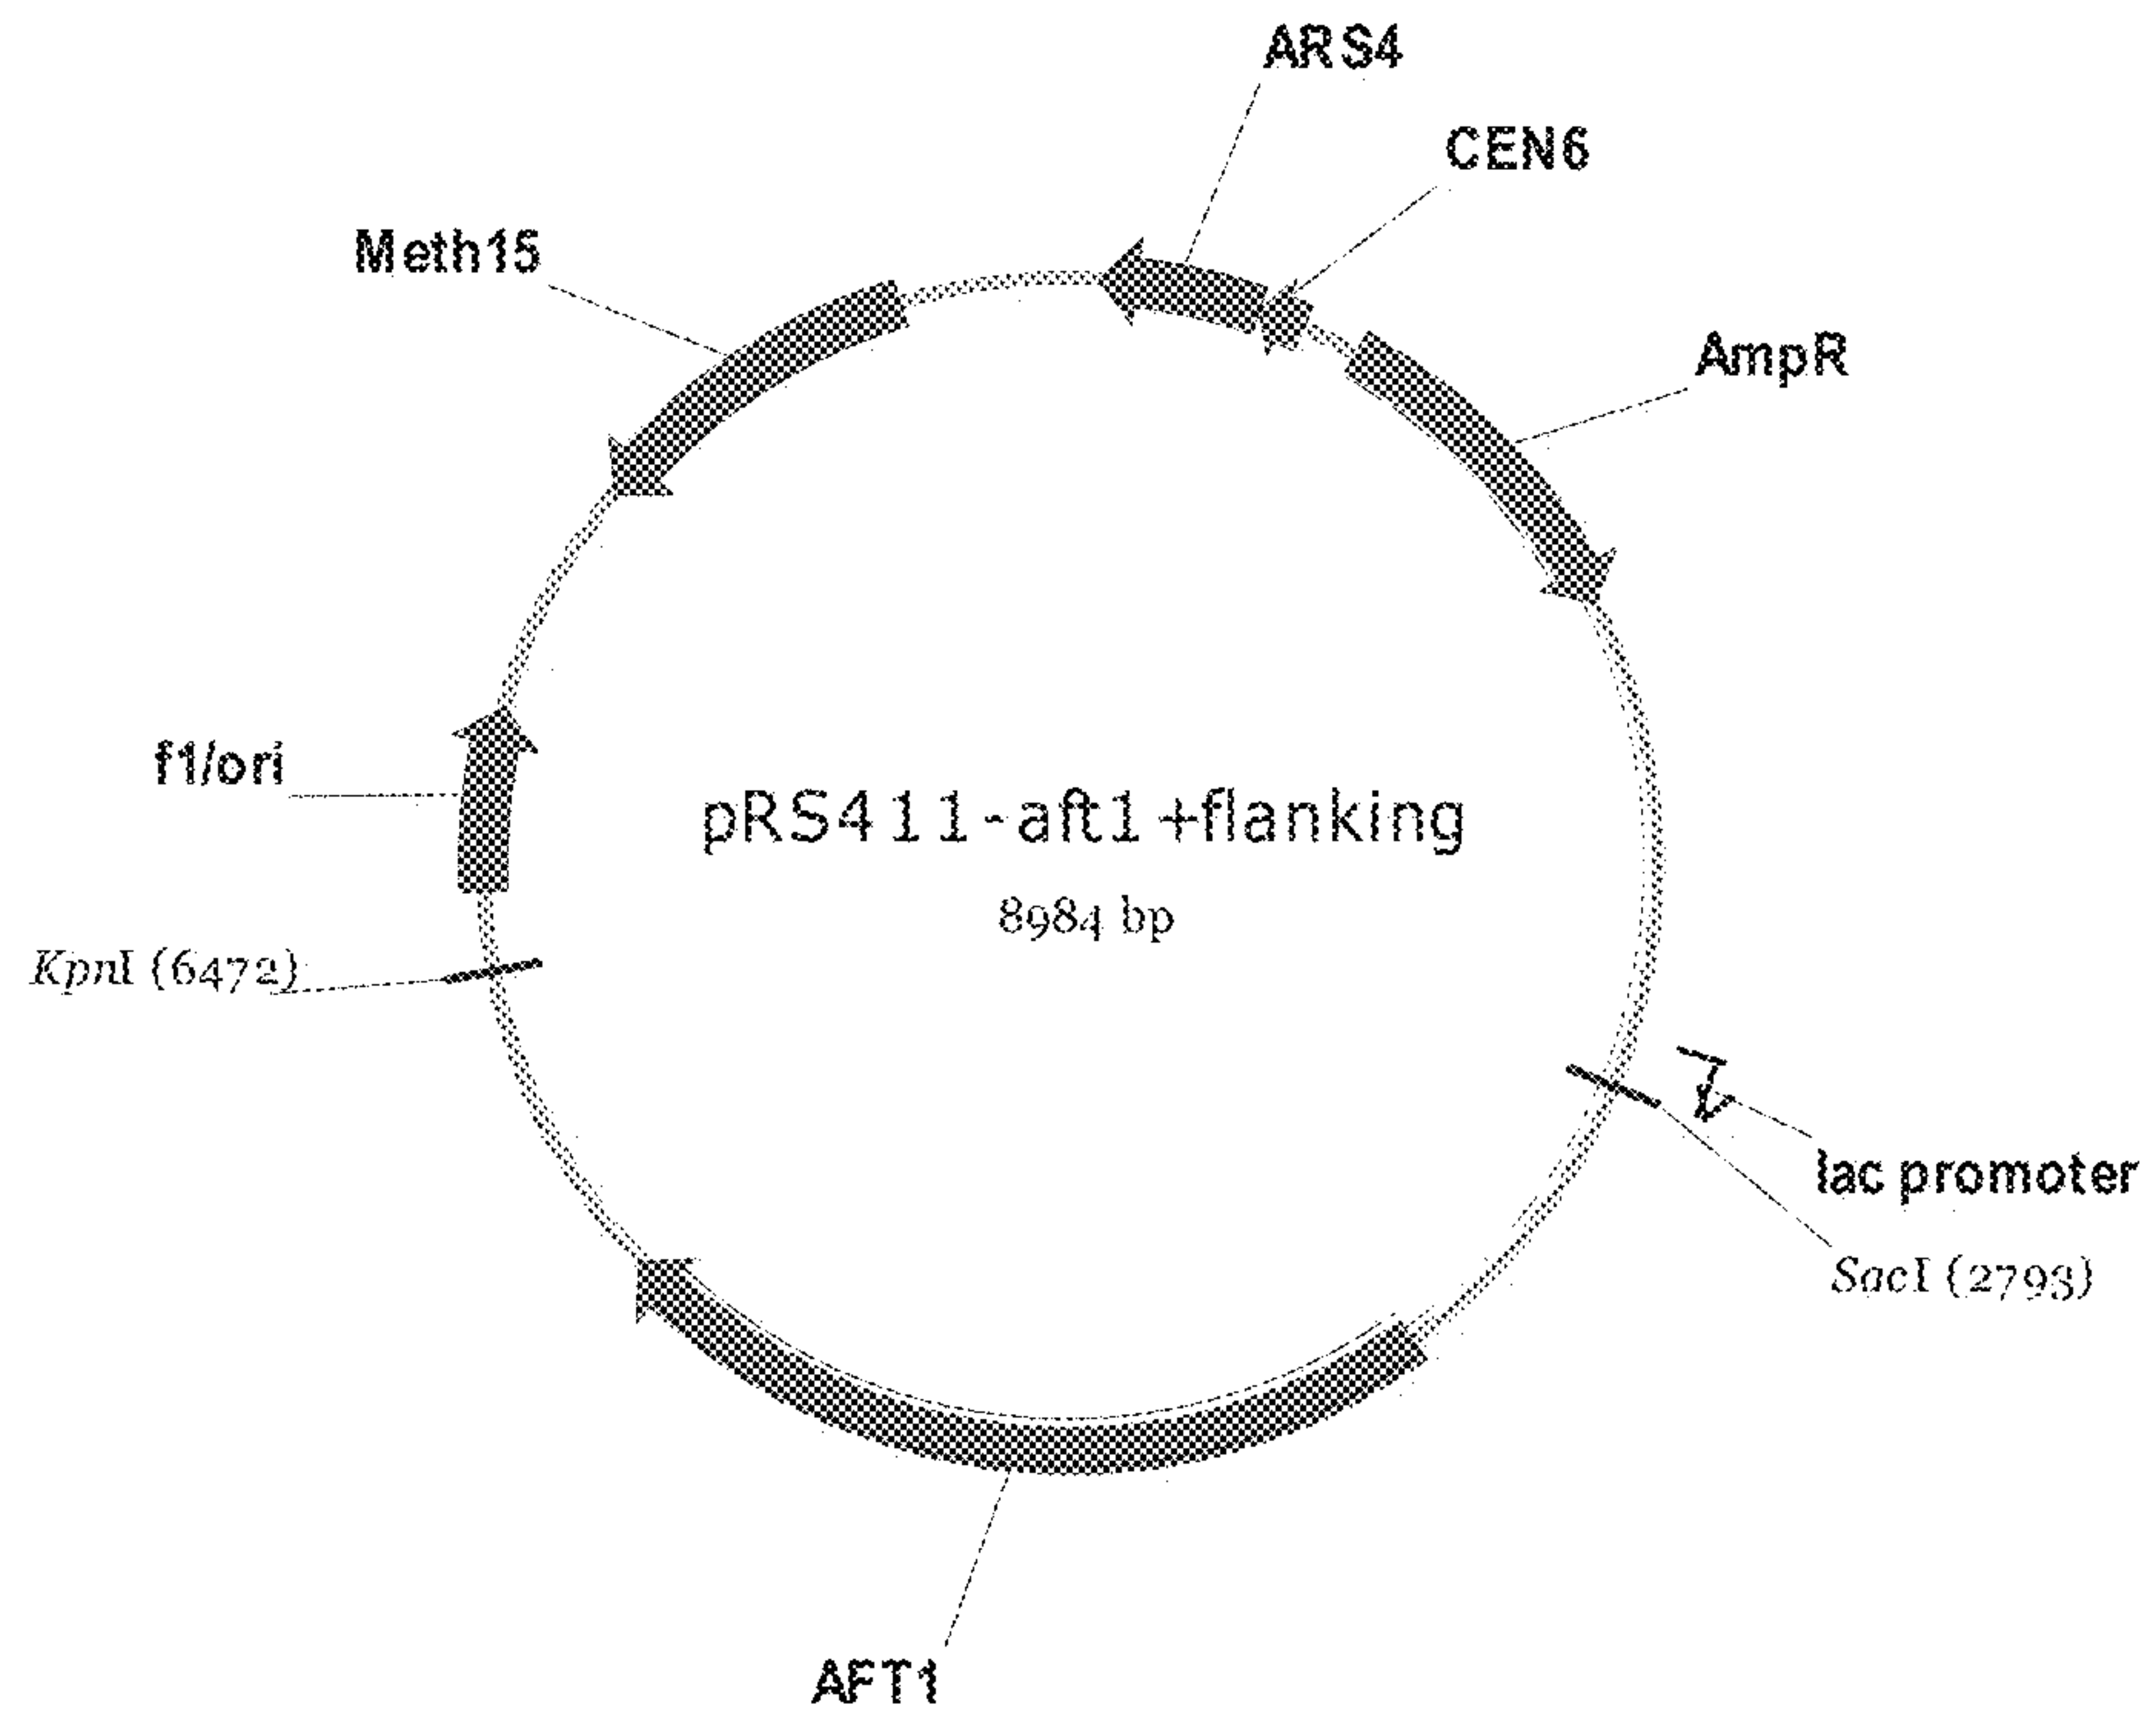 ARS4
CEN6
Meth15
AmpR
f1/ori
pRS411-aft1+flanking
8984 bp
KpnI (6472)
lac promoter
SacI (2793)
AFT1